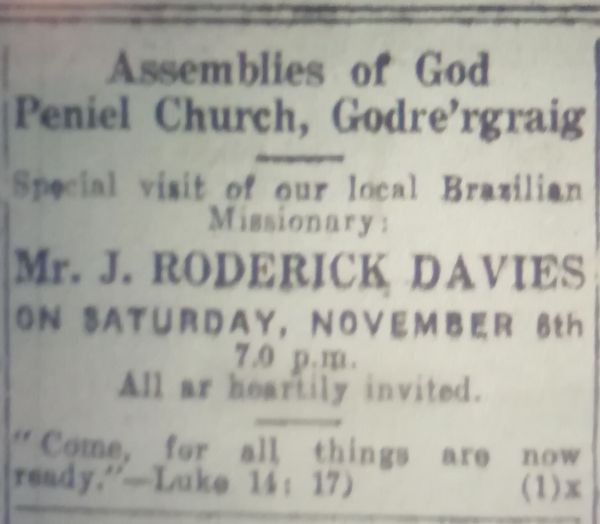 Assemblies of God
Peniel Church, Godre'rgraig
Special visit of our local Brazilian
Missionary:
Mr. J. RODERICK DAVIES
ON SATURDAY, NOVEMBER 8th
7.0 p.m.
All ar heartily invited.
"Come, for all things are now
ready."—Luke 14: 17) (1)x